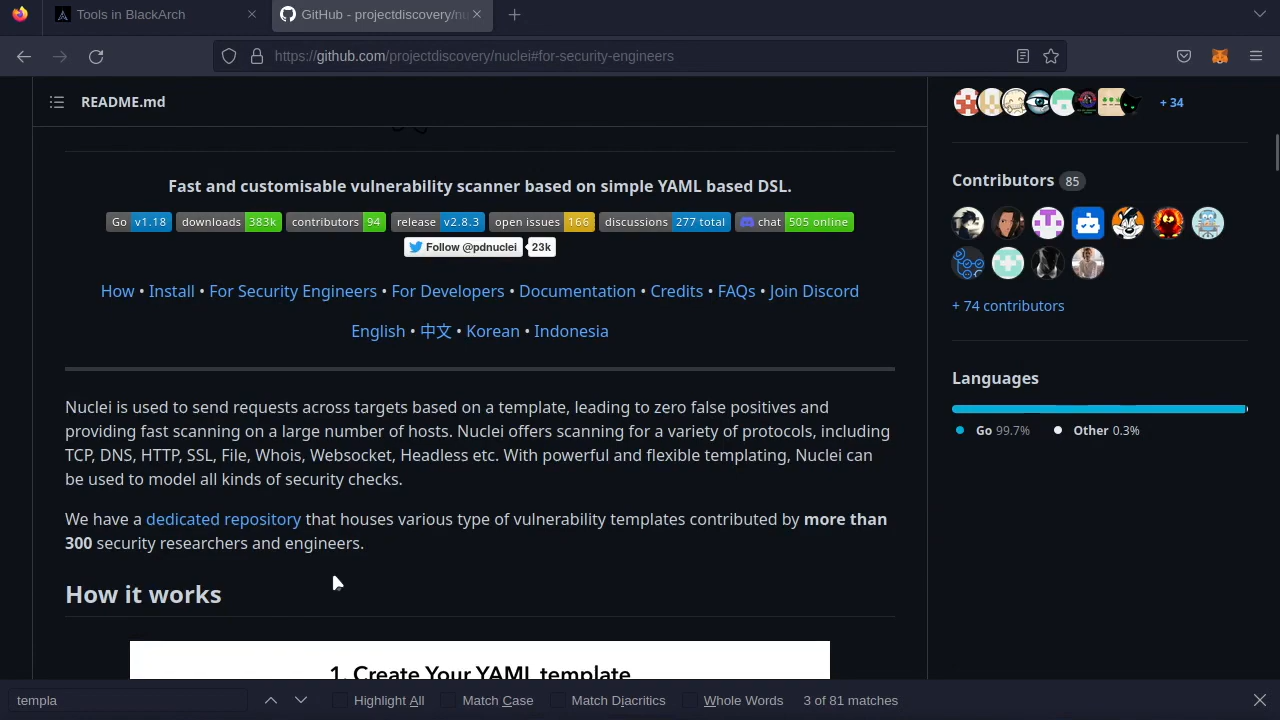 Tools in BlackArch
GitHub - projectdiscovery/nu
https://github.com/projectdiscovery/nuclei#for-security-engineers
README.md
+ 34
Fast and customisable vulnerability scanner based on simple YAML based DSL.
Go v1.18 downloads 383k contributors 94 release v2.8.3 open issues 166 discussions 277 total chat 505 online
Follow @pdnuclei 23k
How • Install • For Security Engineers • For Developers • Documentation • Credits • FAQs • Join Discord
English • 中文 • Korean • Indonesia
Nuclei is used to send requests across targets based on a template, leading to zero false positives and
providing fast scanning on a large number of hosts. Nuclei offers scanning for a variety of protocols, including
TCP, DNS, HTTP, SSL, File, Whois, Websocket, Headless etc. With powerful and flexible templating, Nuclei can
be used to model all kinds of security checks.
We have a dedicated repository that houses various type of vulnerability templates contributed by more than
300 security researchers and engineers.
How it works
1. Create Your YAML template
Contributors 85
+ 74 contributors
Languages
Go 99.7% Other 0.3%
templa
Highlight All
Match Case
Match Diacritics
Whole Words
3 of 81 matches